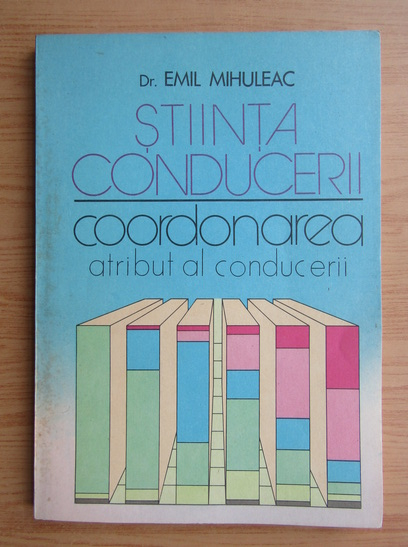 Dr. EMIL MIHULEAC
ȘTIINȚA
CONDUCERII
coordonarea
atribut al conducerii